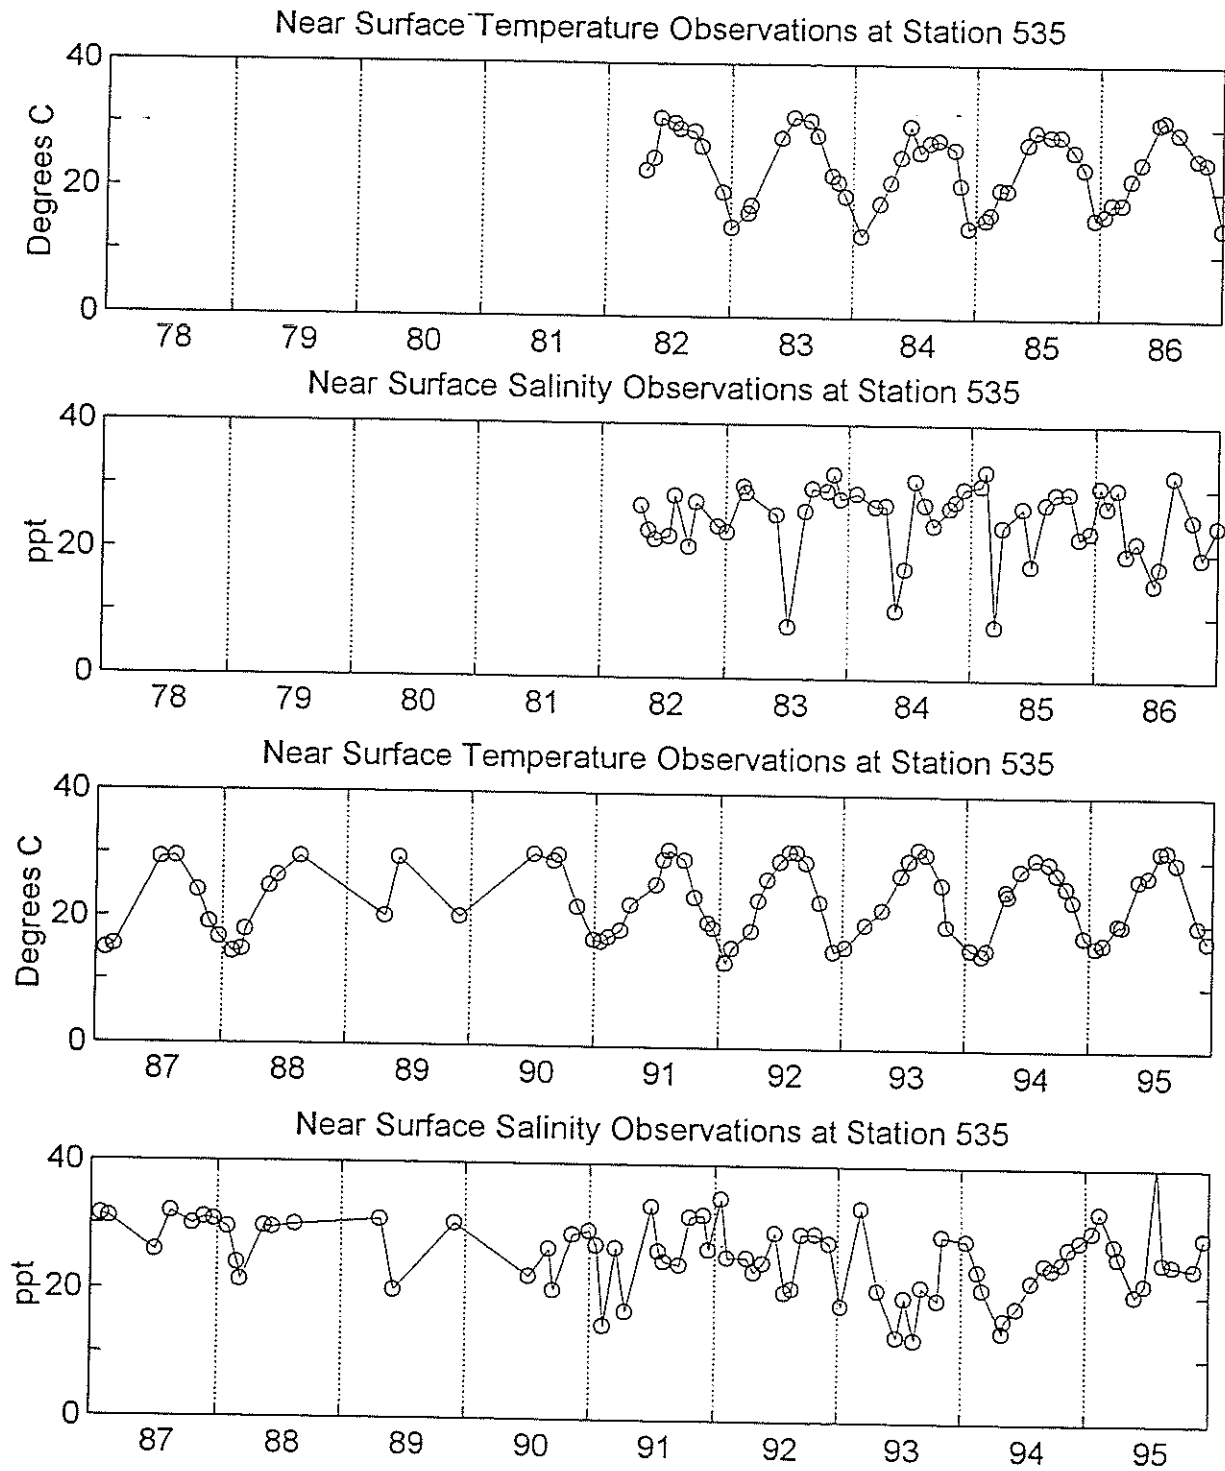 Near Surface Temperature Observations at Station 535
40
20
0
Degrees C
78 79 80 81 82 83 84 85 86
Near Surface Salinity Observations at Station 535
40
20
0
ppt
78 79 80 81 82 83 84 85 86
Near Surface Temperature Observations at Station 535
40
20
0
Degrees C
87 88 89 90 91 92 93 94 95
Near Surface Salinity Observations at Station 535
40
20
0
ppt
87 88 89 90 91 92 93 94 95